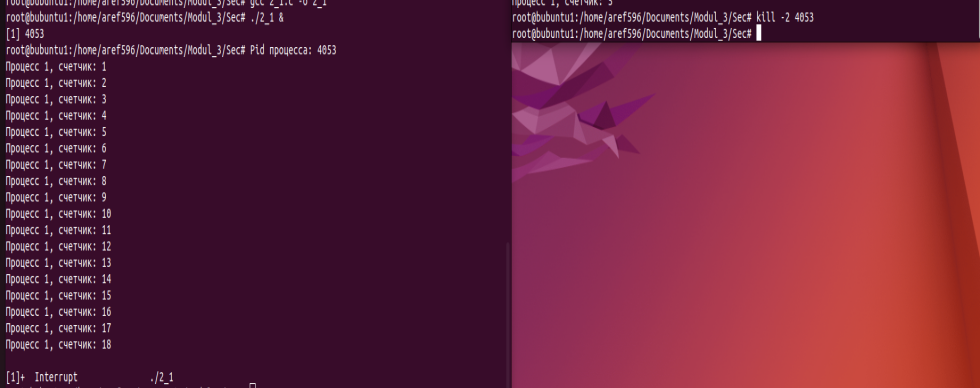 root@bubuntu1:/home/aref596/Documents/Modul_3/Sec# gcc 2_1.c -o 2_1
root@bubuntu1:/home/aref596/Documents/Modul_3/Sec# ./2_1 &
[1] 4053
root@bubuntu1:/home/aref596/Documents/Modul_3/Sec# Pid процесса: 4053
Процесс 1, счетчик: 1
Процесс 1, счетчик: 2
Процесс 1, счетчик: 3
Процесс 1, счетчик: 4
Процесс 1, счетчик: 5
Процесс 1, счетчик: 6
Процесс 1, счетчик: 7
Процесс 1, счетчик: 8
Процесс 1, счетчик: 9
Процесс 1, счетчик: 10
Процесс 1, счетчик: 11
Процесс 1, счетчик: 12
Процесс 1, счетчик: 13
Процесс 1, счетчик: 14
Процесс 1, счетчик: 15
Процесс 1, счетчик: 16
Процесс 1, счетчик: 17
Процесс 1, счетчик: 18
[1]+ Interrupt ./2_1
Процесс 1, счетчик:
root@bubuntu1:/home/aref596/Documents/Modul_3/Sec# kill -2 4053
root@bubuntu1:/home/aref596/Documents/Modul_3/Sec#